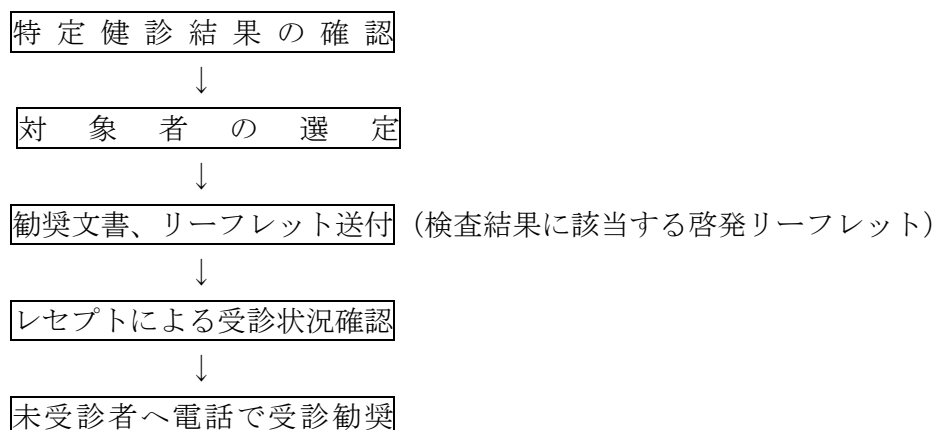 特定健診結果の確認
↓
対象者の選定
↓
勧奨文書、リーフレット送付（検査結果に該当する啓発リーフレット）
↓
レセプトによる受診状況確認
↓
未受診者へ電話で受診勧奨